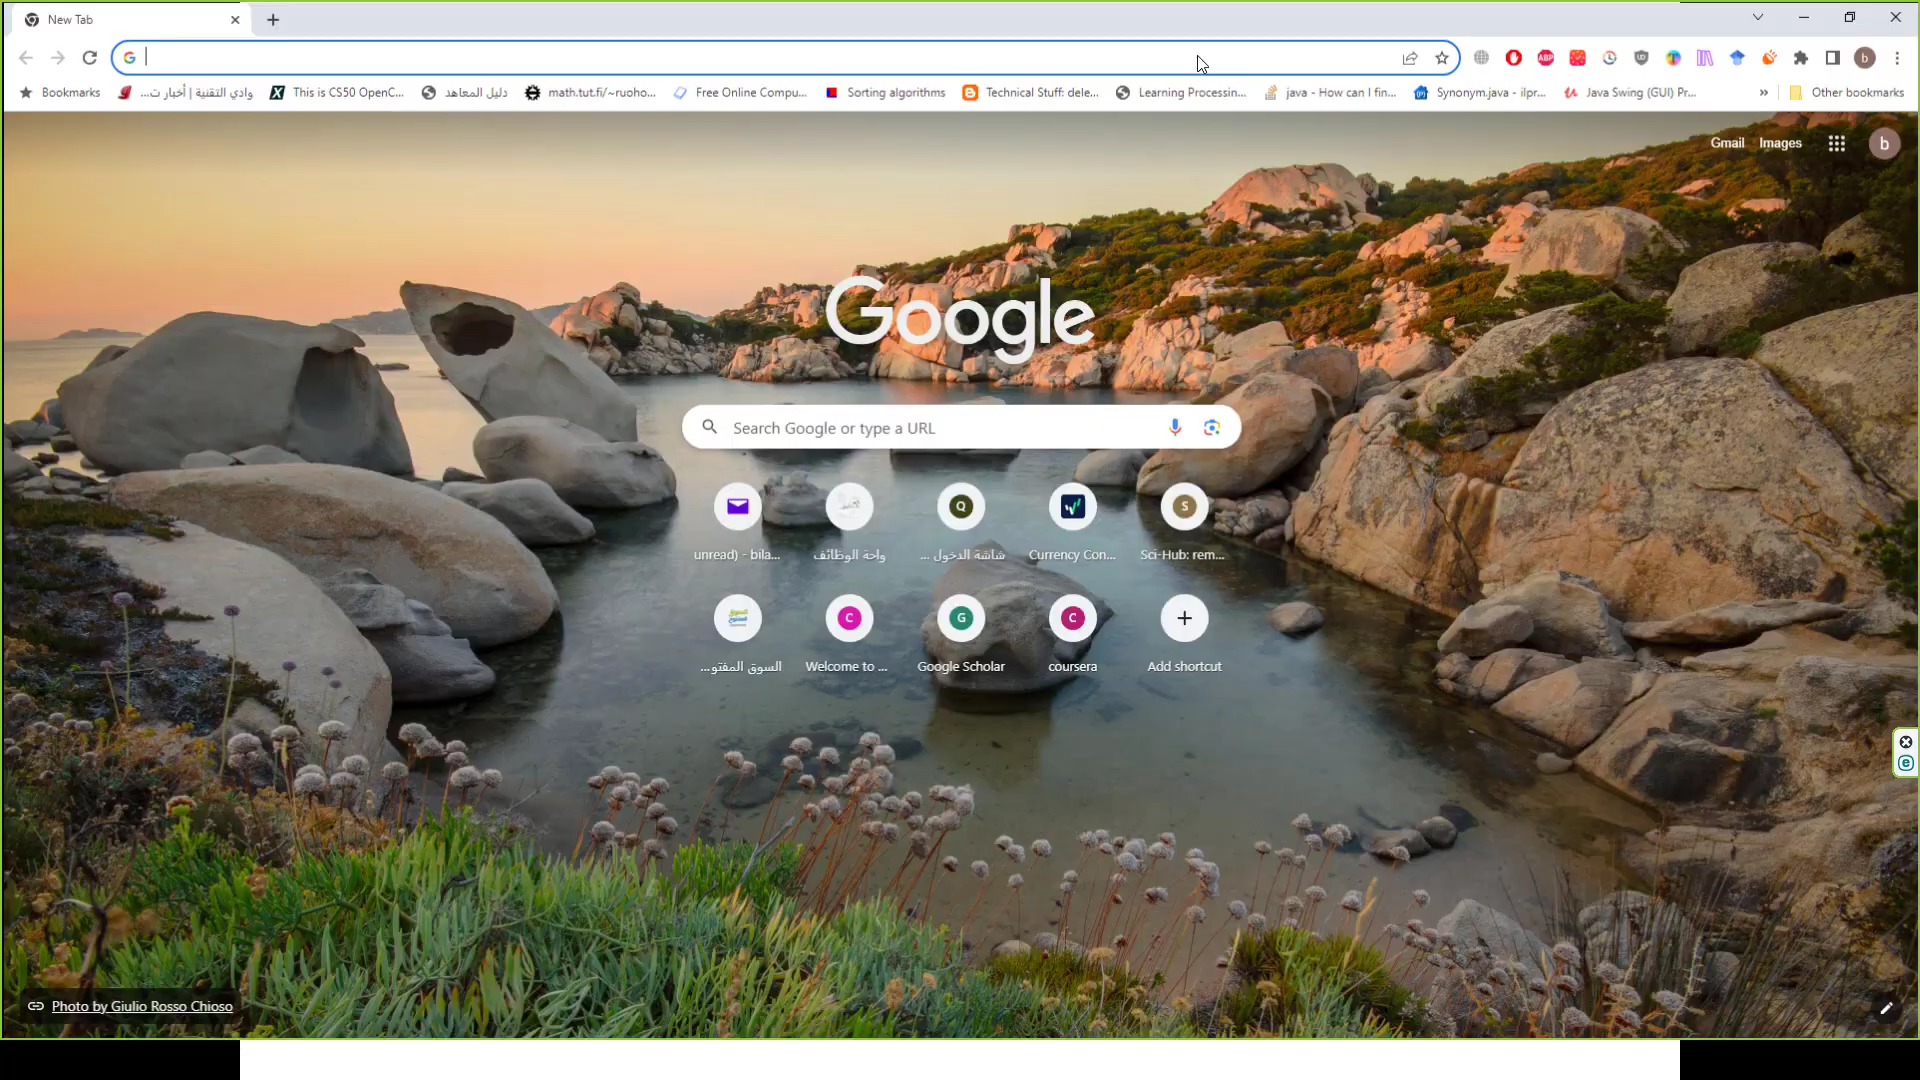 New Tab
Bookmarks
وادي التقنية | أخبار ت...
This is CS50 OpenC...
دليل المعاهد
math.tut.fi/~ruoho...
Free Online Compu...
Sorting algorithms
Technical Stuff: dele...
Learning Processin...
java - How can I fin...
Synonym.java - ilpr...
Java Swing (GUI) Pr...
»
Other bookmarks
Gmail
Images
b
Google
Search Google or type a URL
unread) - bila...
واحة الوظائف
شاشة الدخول ...
Currency Con...
Sci-Hub: rem...
السوق المفتو...
Welcome to ...
Google Scholar
coursera
Add shortcut
Photo by Giulio Rosso Chioso